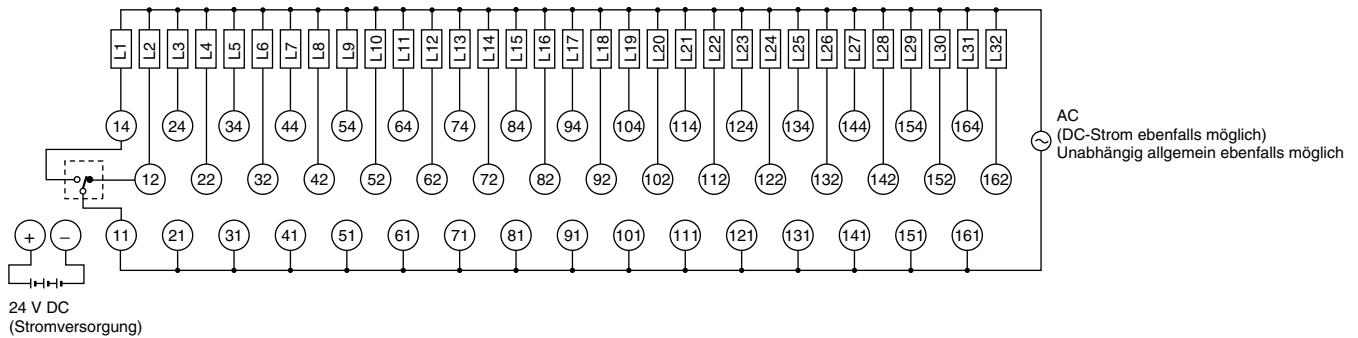 L1 L2 L3 L4 L5 L6 L7 L8 L9 L10 L11 L12 L13 L14 L15 L16 L17 L18 L19 L20 L21 L22 L23 L24 L25 L26 L27 L28 L29 L30 L31 L32
14 24 34 44 54 64 74 84 94 104 114 124 134 144 154 164
AC
(DC-Strom ebenfalls möglich)
Unabhängig allgemein ebenfalls möglich
12 22 32 42 52 62 72 82 92 102 112 122 132 142 152 162
+ − 11 21 31 41 51 61 71 81 91 101 111 121 131 141 151 161
24 V DC
(Stromversorgung)